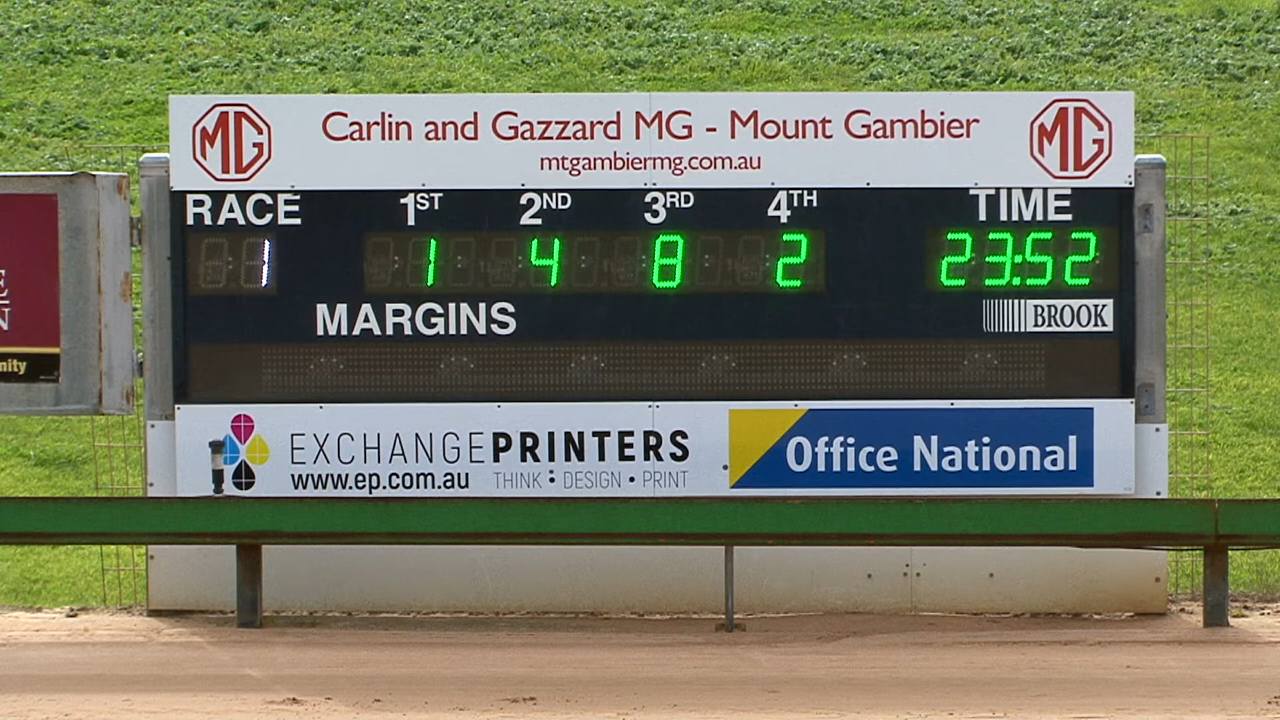 MG Carlin and Gazzard MG - Mount Gambier MG
mtgambiermg.com.au
RACE 1ST 2ND 3RD 4TH TIME
1 1 4 8 2 23:52
MARGINS BROOK
EXCHANGEPRINTERS
www.ep.com.au THINK : DESIGN • PRINT
Office National
E
N
nity